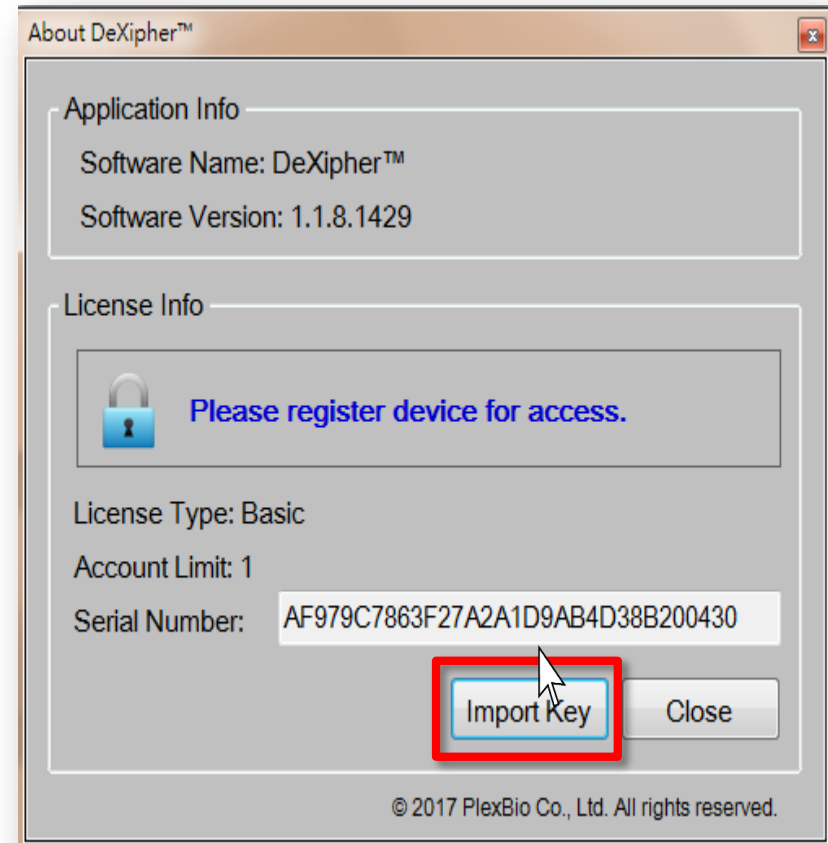 About DeXipher™
Application Info
Software Name: DeXipher™
Software Version: 1.1.8.1429
License Info
Please register device for access.
License Type: Basic
Account Limit: 1
Serial Number: AF979C7863F27A2A1D9AB4D38B200430
Import Key Close
© 2017 PlexBio Co., Ltd. All rights reserved.